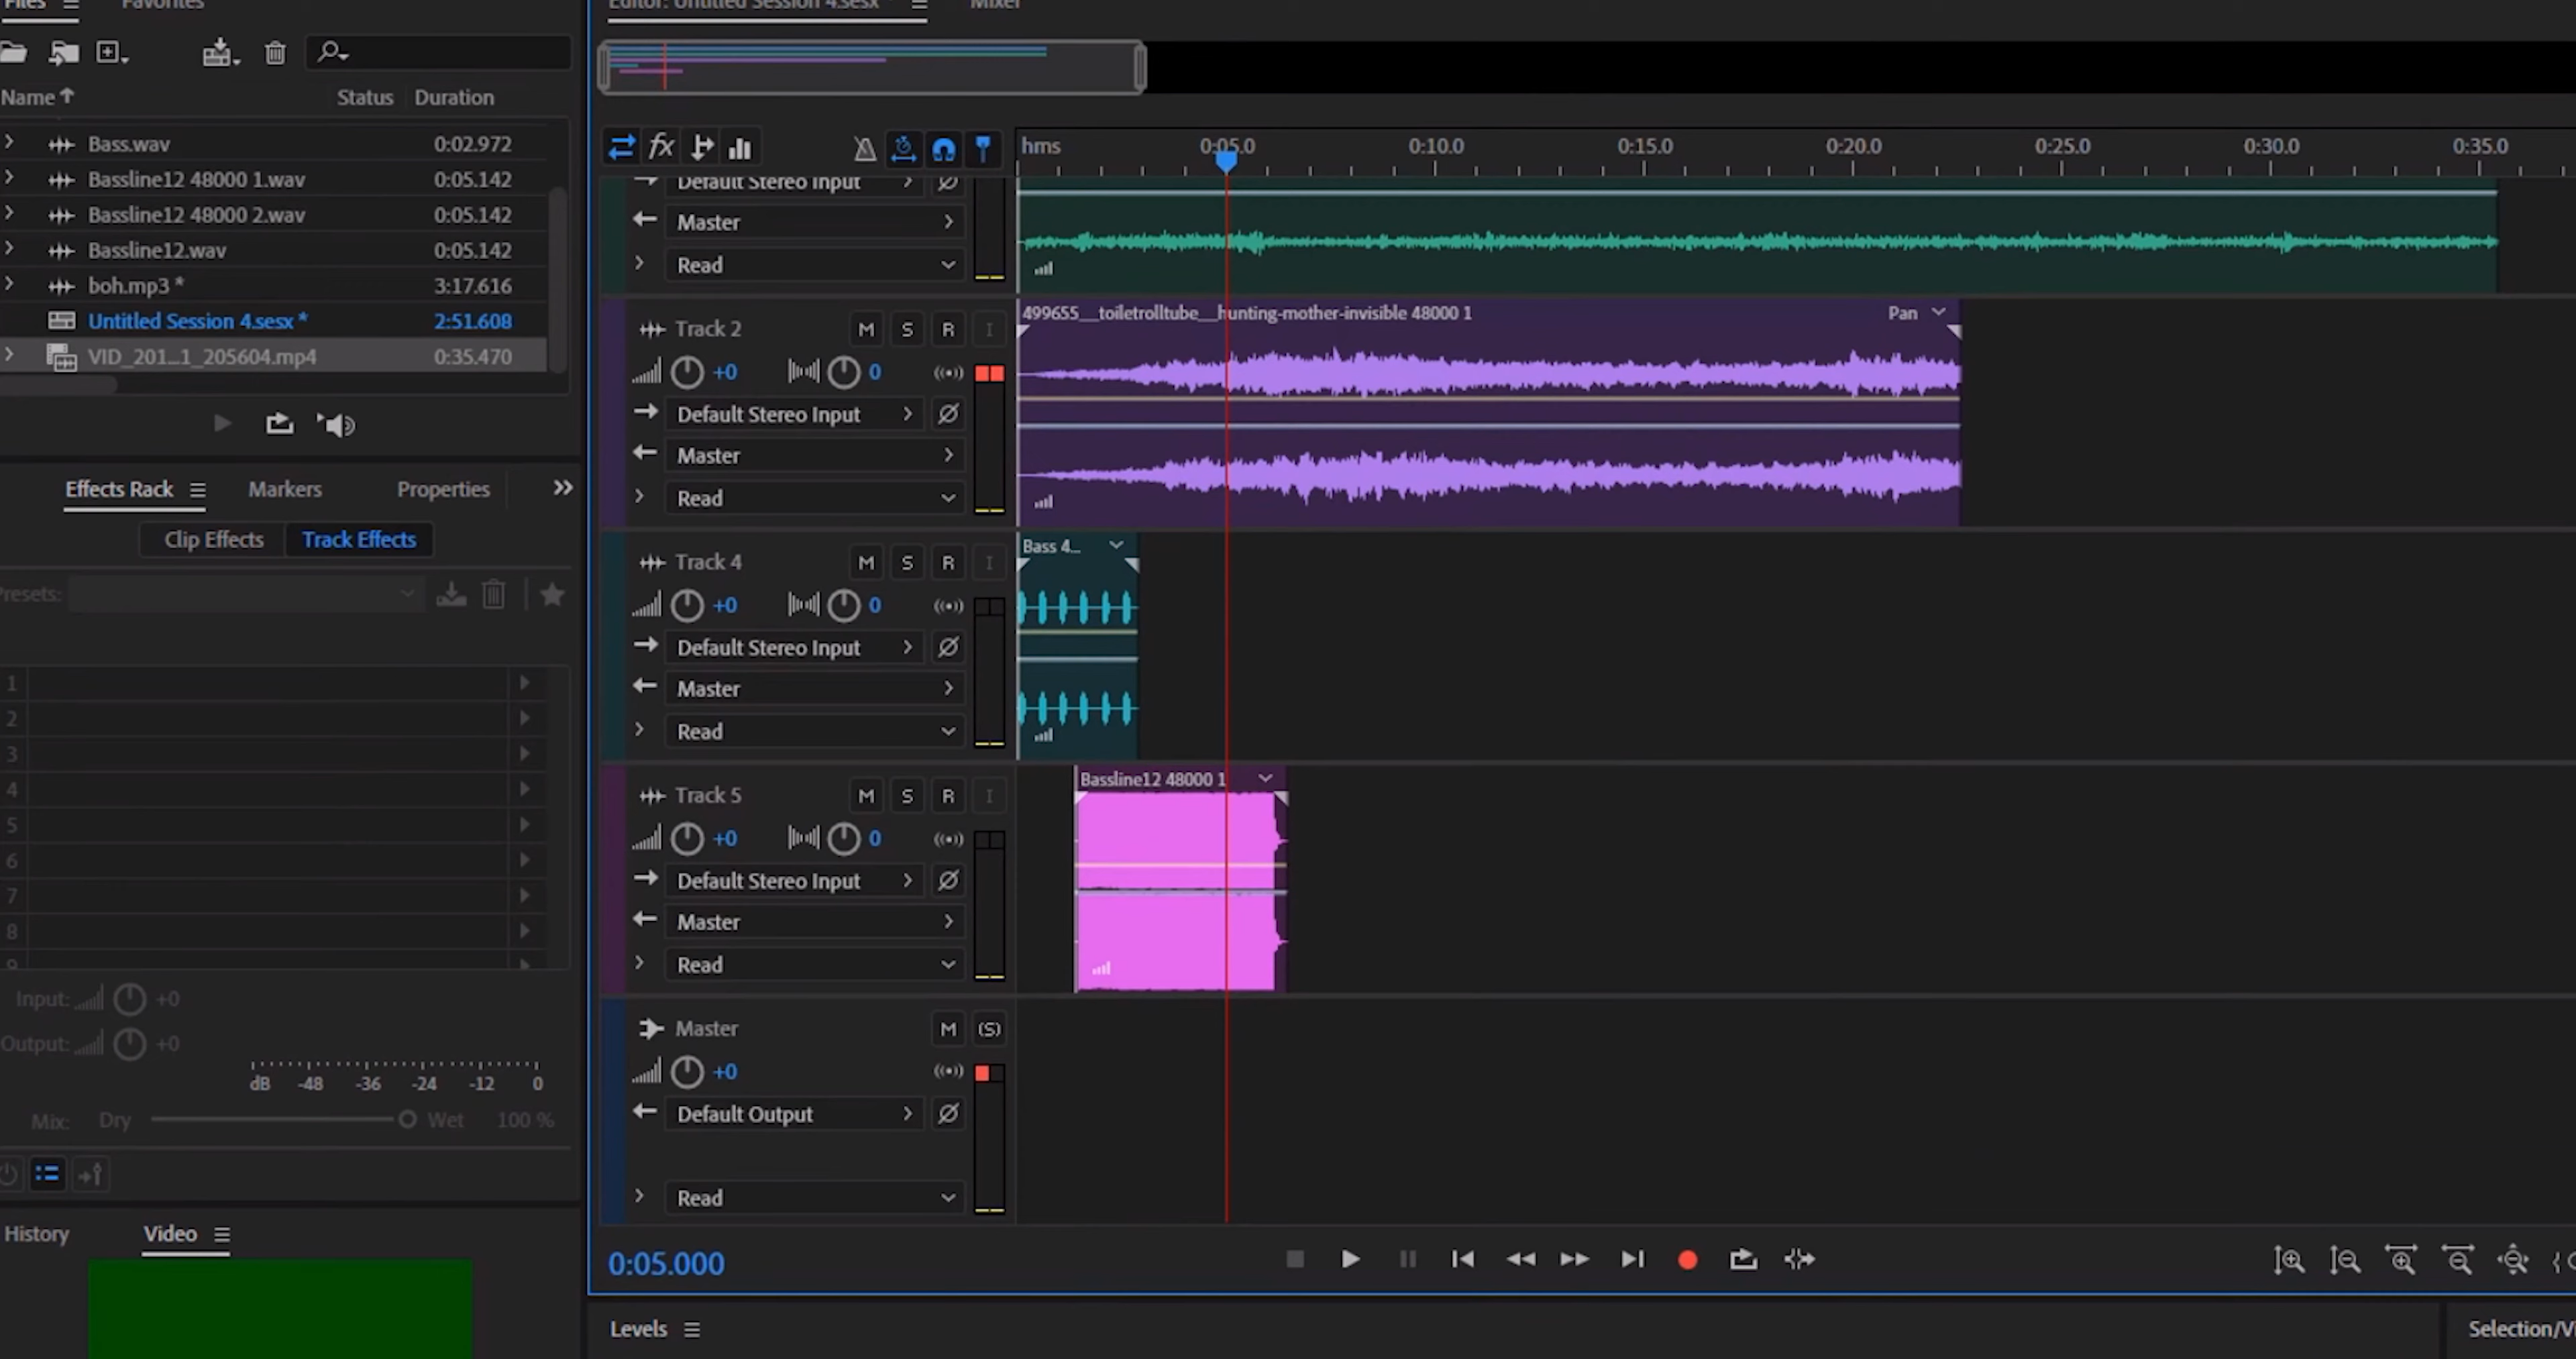 Files
Favorites
Editor: Untitled Session 4.sesx *
Mixer
Name
Status
Duration
Bass.wav
0:02.972
Bassline12 48000 1.wav
0:05.142
Bassline12 48000 2.wav
0:05.142
Bassline12.wav
0:05.142
boh.mp3 *
3:17.616
Untitled Session 4.sesx *
2:51.608
VID_201...1_205604.mp4
0:35.470
Effects Rack
Markers
Properties
Clip Effects
Track Effects
Presets:
1
2
3
4
5
6
7
8
9
Input:
+0
Output:
+0
dB
-48
-36
-24
-12
0
Mix:
Dry
Wet
100 %
History
Video
fx
hms
0:05.0
0:10.0
0:15.0
0:20.0
0:25.0
0:30.0
0:35.0
Default Stereo Input
Master
Read
Track 2
M
S
R
I
+0
0
Default Stereo Input
Master
Read
499655__toiletrolltube__hunting-mother-invisible 48000 1
Pan
Track 4
M
S
R
I
+0
0
Default Stereo Input
Master
Read
Bass 4...
Track 5
M
S
R
I
+0
0
Default Stereo Input
Master
Read
Bassline12 48000 1
Master
M
(S)
+0
Default Output
Read
0:05.000
Levels